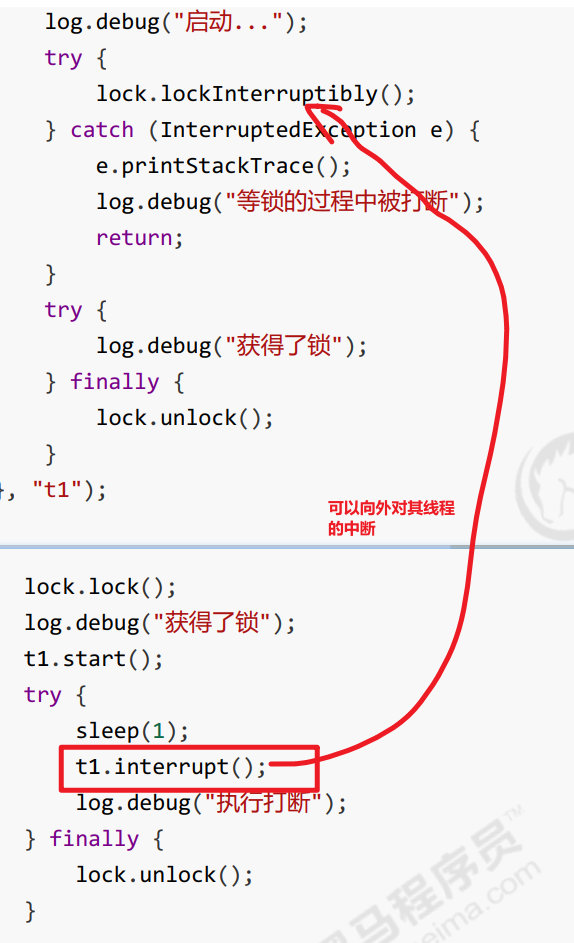 log.debug("启动...");
try {
lock.lockInterruptibly();
} catch (InterruptedException e) {
e.printStackTrace();
log.debug("等锁的过程中被打断");
return;
}
try {
log.debug("获得了锁");
} finally {
lock.unlock();
}
}, "t1");
可以向外对其线程
的中断
lock.lock();
log.debug("获得了锁");
t1.start();
try {
sleep(1);
t1.interrupt();
log.debug("执行打断");
} finally {
lock.unlock();
}
马程序员™
eima.com